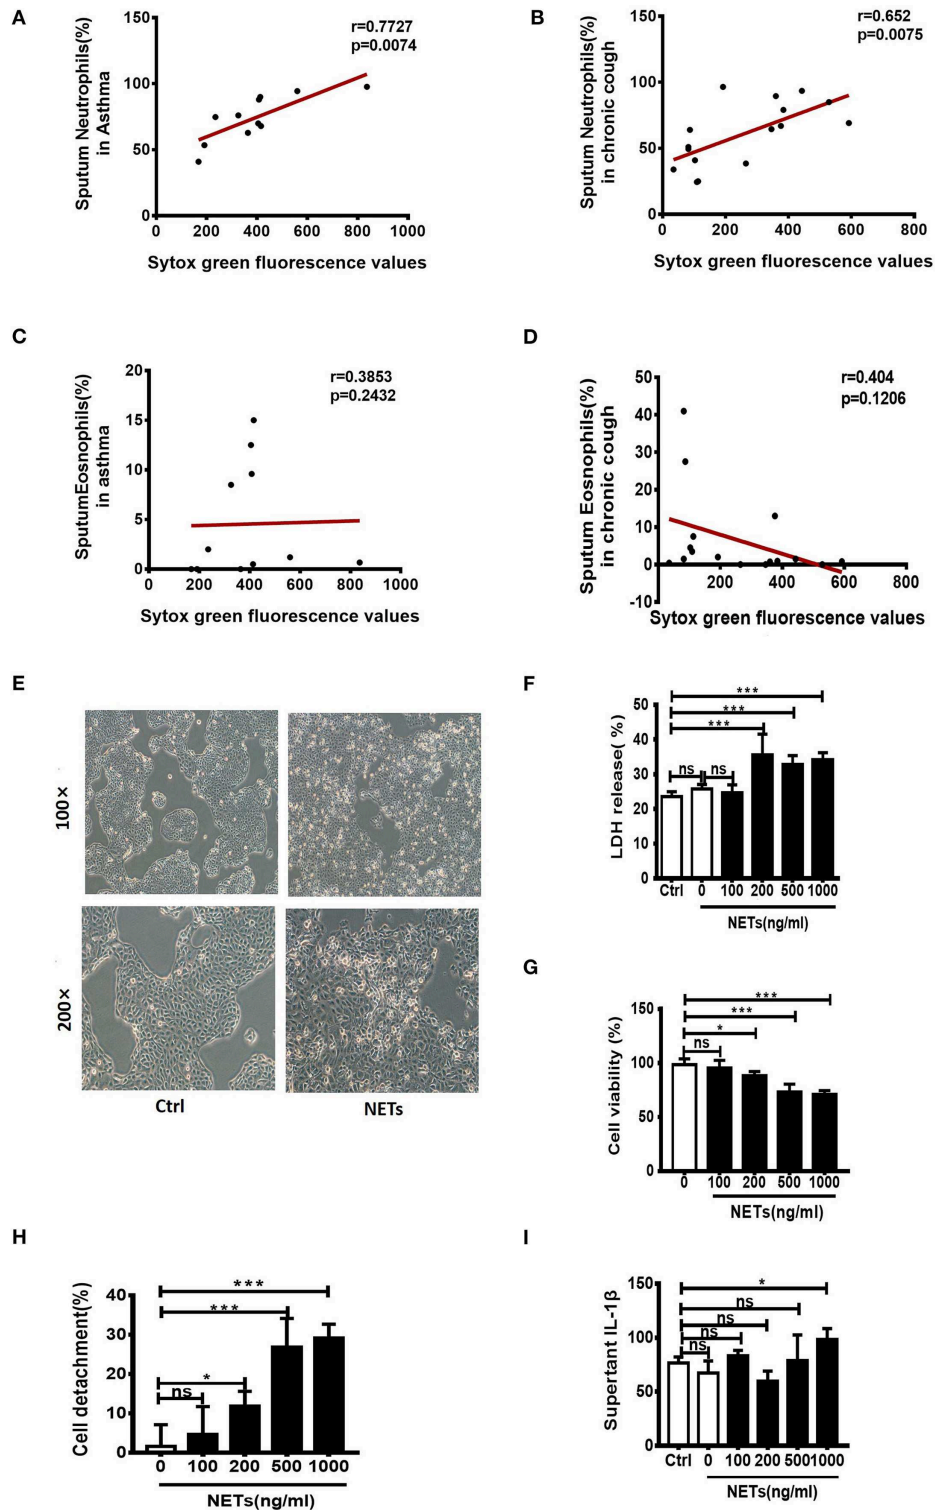 A
Sputum Neutrophils(%)
in Asthma
150
100
50
0
r=0.7727
p=0.0074
0 200 400 600 800 1000
Sytox green fluorescence values
B
Sputum Neutrophils(%)
in chronic cough
150
100
50
0
r=0.652
p=0.0075
0 200 400 600 800
Sytox green fluorescence values
C
SputumEosnophils(%)
in asthma
20
15
10
5
0
r=0.3853
p=0.2432
0 200 400 600 800 1000
Sytox green fluorescence values
D
Sputum Eosnophils(%)
in chronic cough
50
40
30
20
10
0
-10
r=0.404
p=0.1206
200 400 600 800
Sytox green fluorescence values
E
100×
200×
Ctrl
NETs
F
LDH release( %)
50
40
30
20
10
0
***
***
***
ns ns
Ctrl 0 100 200 500 1000
NETs(ng/ml)
G
Cell viability (%)
150
100
50
0
***
***
*
ns
0 100 200 500 1000
NETs(ng/ml)
H
Cell detachment(%)
40
30
20
10
0
***
***
*
ns
0 100 200 500 1000
NETs(ng/ml)
I
Supertant IL-1β
150
100
50
0
*
ns
ns
ns
ns
Ctrl 0 100 200 5001000
NETs(ng/ml)